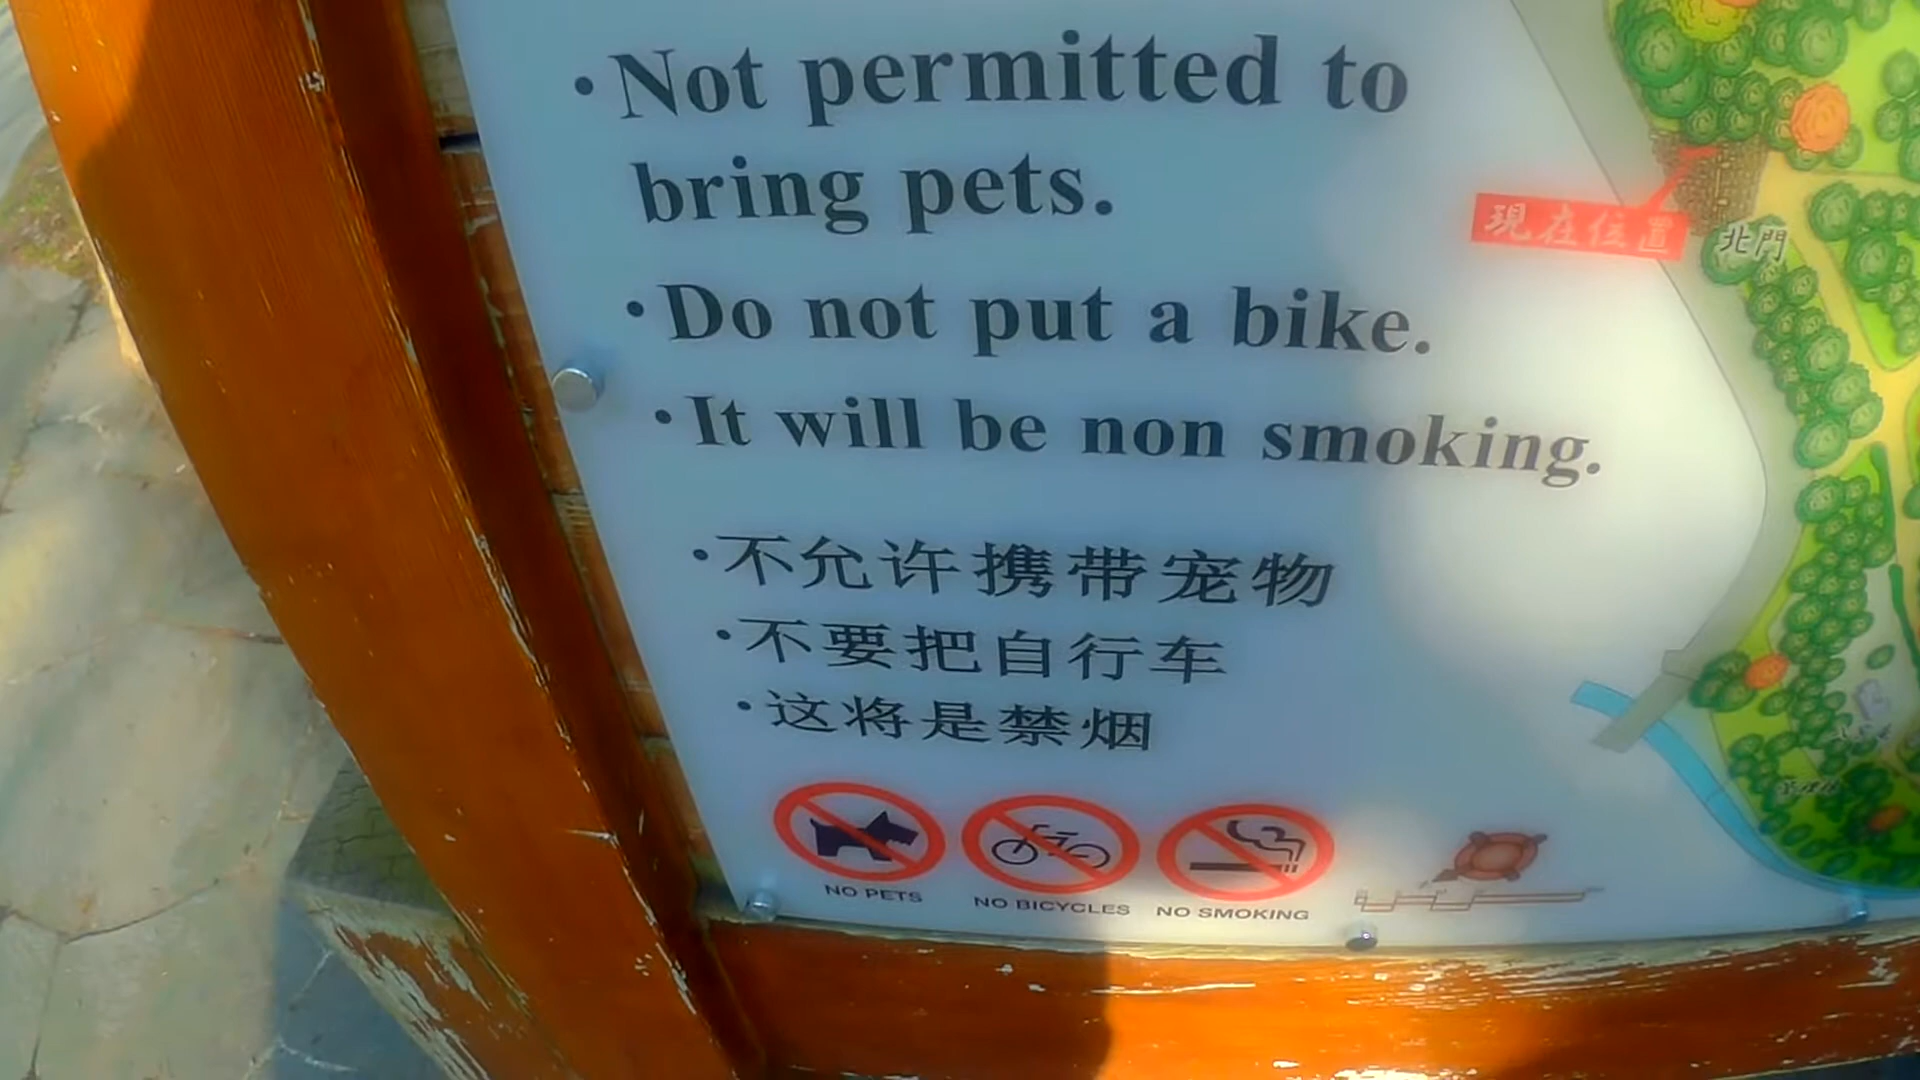 ·Not permitted to
bring pets.
·Do not put a bike.
·It will be non smoking.
·不允许携带宠物
·不要把自行车
·这将是禁烟
NO PETS
NO BICYCLES
NO SMOKING
現在位置
北門